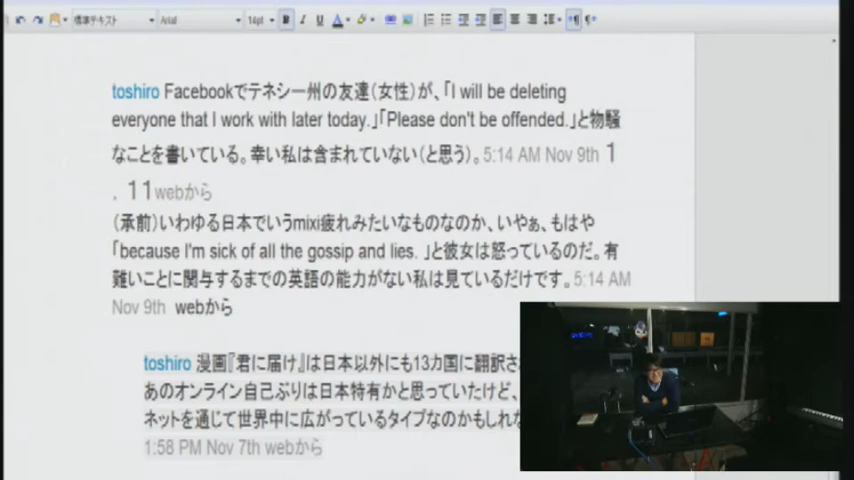 標準テキスト Arial 14pt B I U A
toshiro Facebookでテネシー州の友達（女性）が、「I will be deleting
everyone that I work with later today.」「Please don't be offended.」と物騒
なことを書いている。幸い私は含まれていない（と思う）。5:14 AM Nov 9th 1
, 11webから
（承前）いわゆる日本でいうmixi疲れみたいなものなのか、いやぁ、もはや
「because I'm sick of all the gossip and lies. 」と彼女は怒っているのだ。有
難いことに関与するまでの英語の能力がない私は見ているだけです。5:14 AM
Nov 9th webから
toshiro 漫画『君に届け』は日本以外にも13カ国に翻訳さ
あのオンライン自己ぶりは日本特有かと思っていたけど、
ネットを通じて世界中に広がっているタイプなのかもしれな
1:58 PM Nov 7th webから